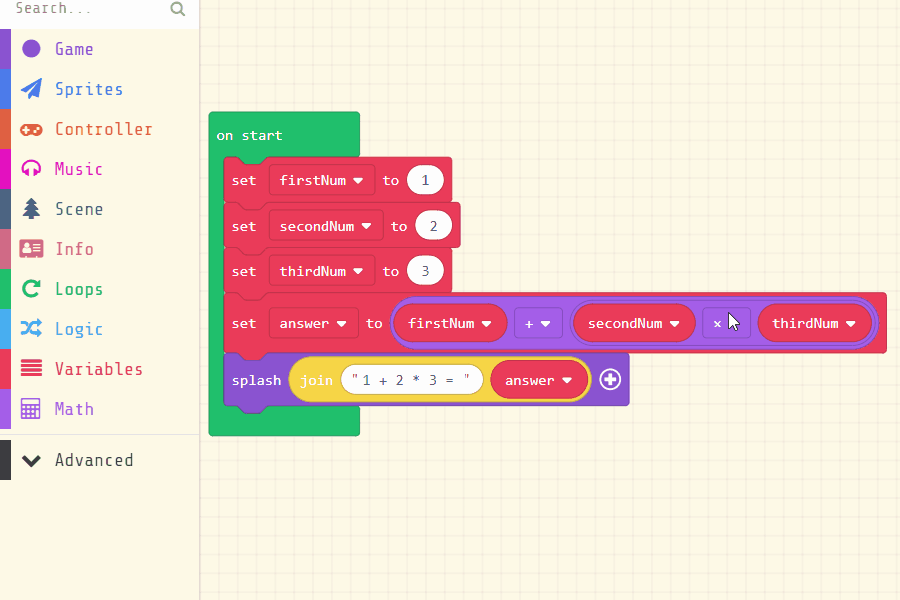 Search...
Game
Sprites
Controller
Music
Scene
Info
Loops
Logic
Variables
Math
Advanced
on start
set firstNum to 1
set secondNum to 2
set thirdNum to 3
set answer to firstNum + secondNum × thirdNum
splash join "1 + 2 * 3 = " answer